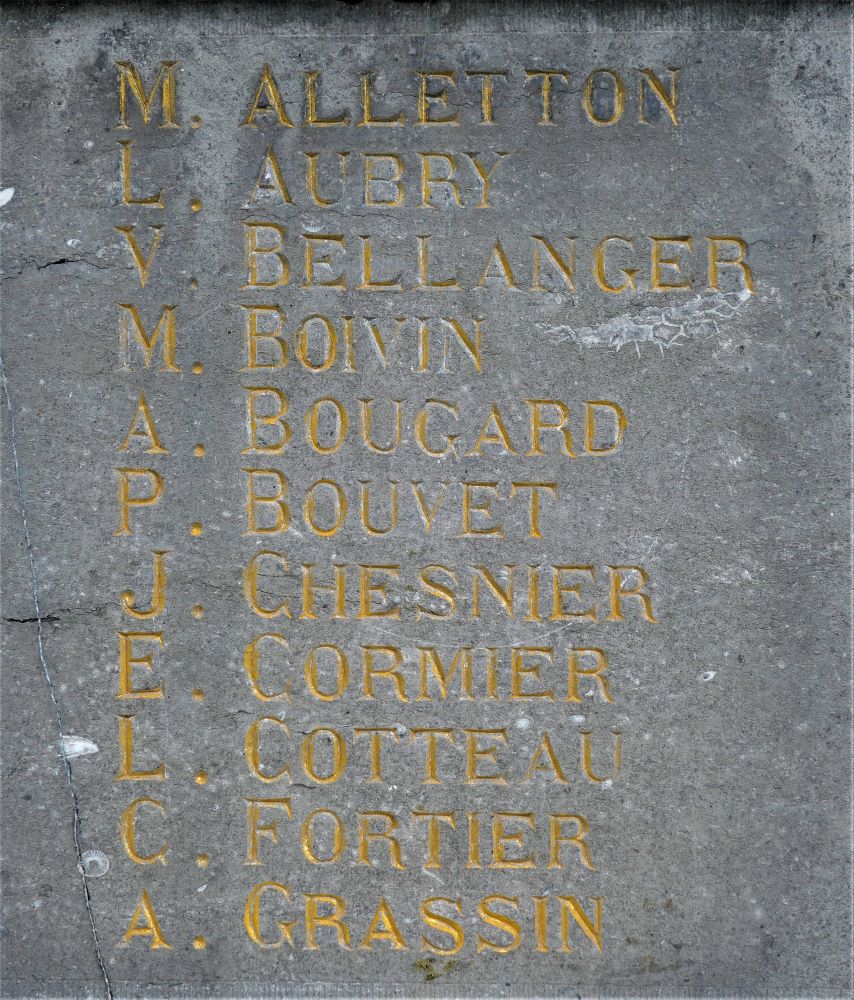 M. ALLETTON
L. AUBRY
V. BELLANGER
M. BOIVIN
A. BOUGARD
P. BOUVET
J. CHESNIER
E. CORMIER
L. COTTEAU
C. FORTIER
A. GRASSIN